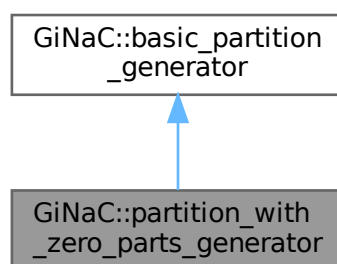 GiNaC::basic_partition
_generator
GiNaC::partition_with
_zero_parts_generator